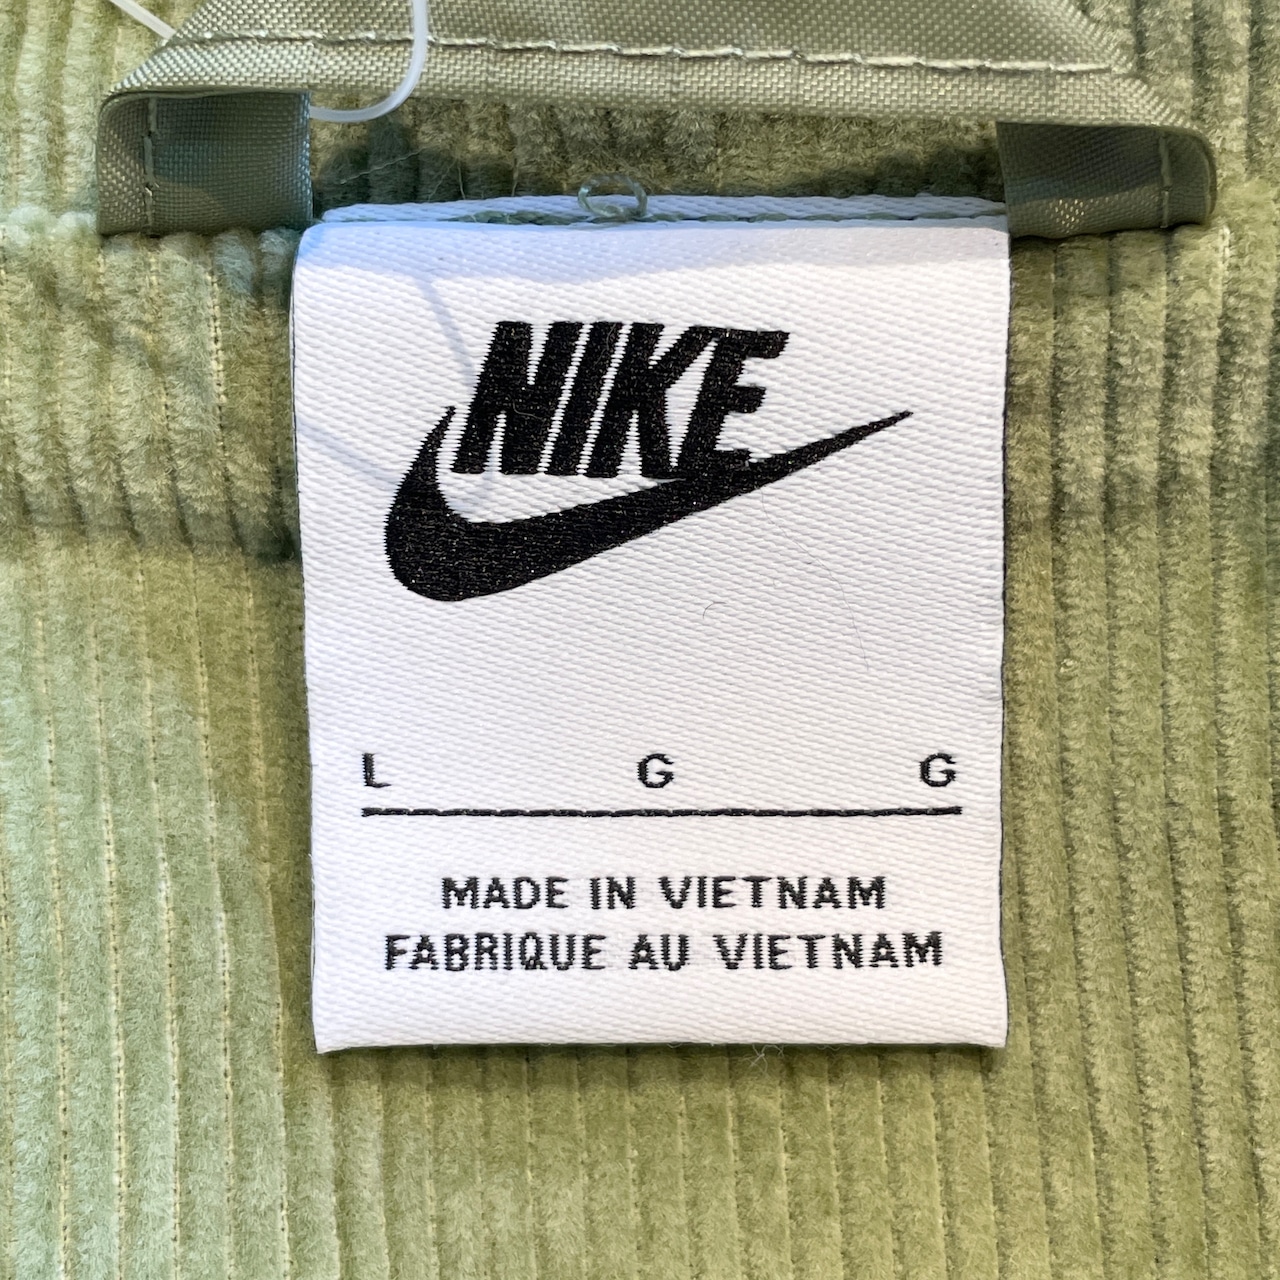 NIKE
L G G
MADE IN VIETNAM
FABRIQUE AU VIETNAM